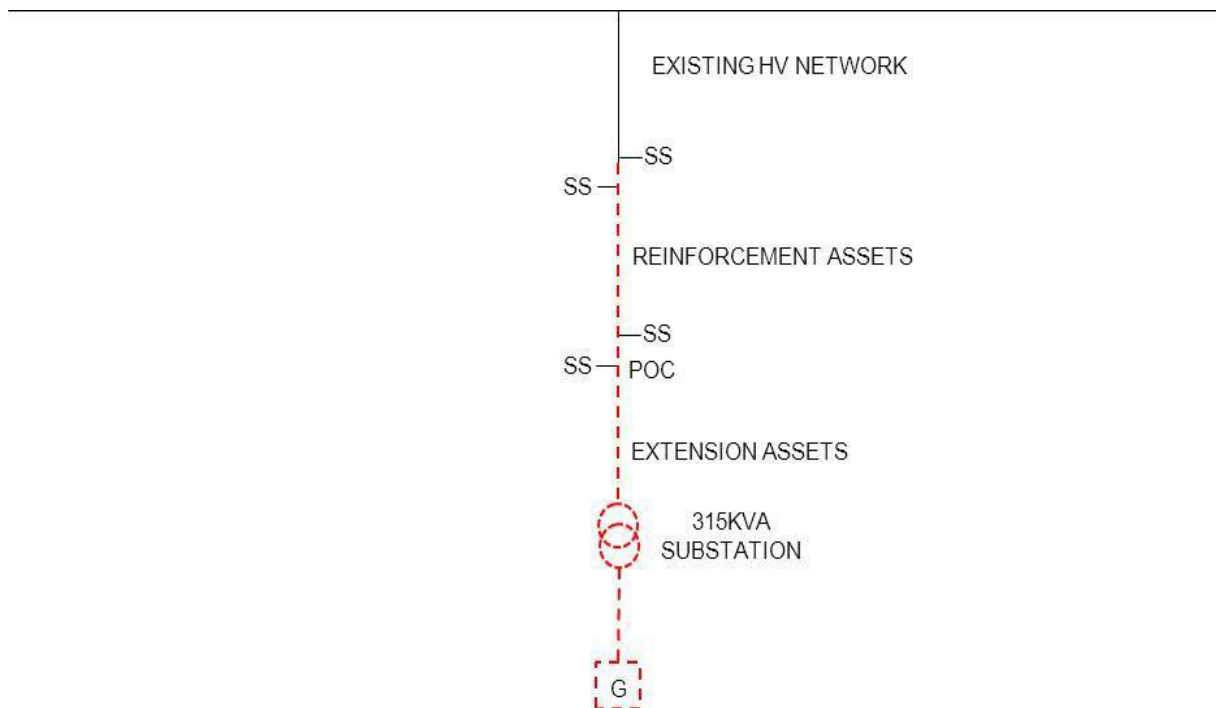 EXISTING HV NETWORK
SS
SS
REINFORCEMENT ASSETS
SS
SS
POC
EXTENSION ASSETS
315KVA
SUBSTATION
G